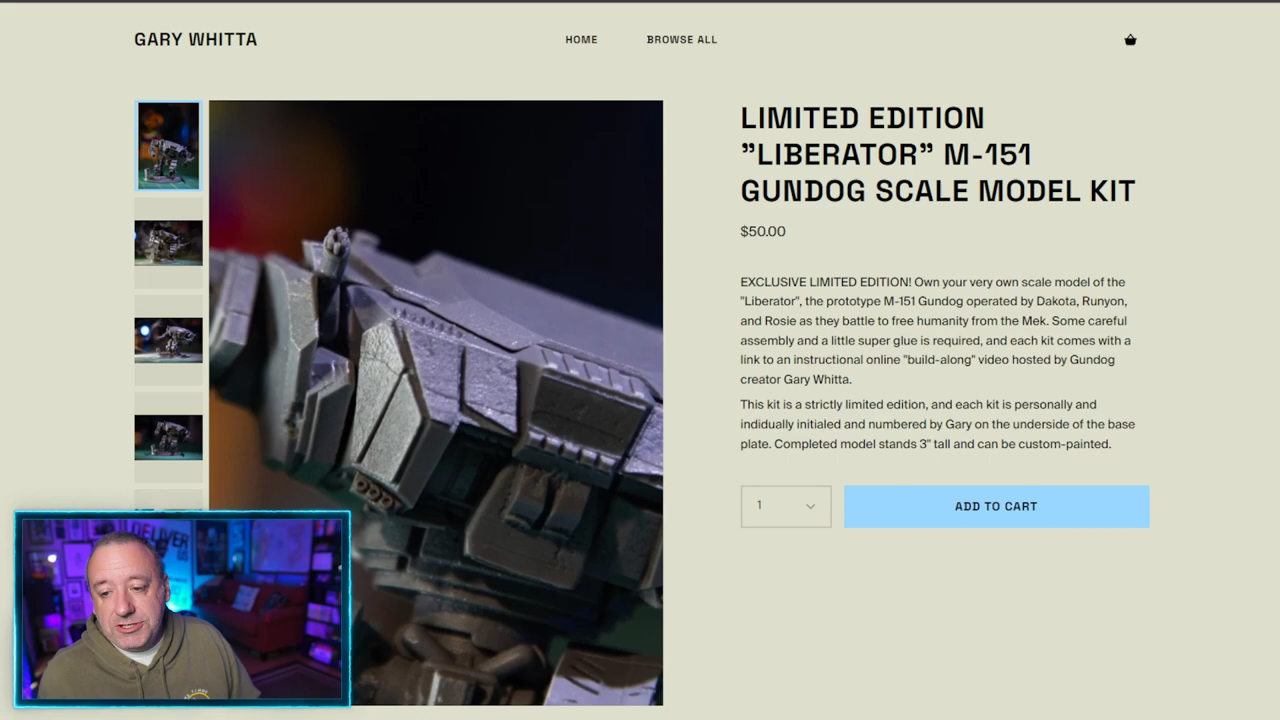 GARY WHITTA
HOME
BROWSE ALL
LIMITED EDITION
”LIBERATOR” M-151
GUNDOG SCALE MODEL KIT
$50.00
EXCLUSIVE LIMITED EDITION! Own your very own scale model of the
"Liberator", the prototype M-151 Gundog operated by Dakota, Runyon,
and Rosie as they battle to free humanity from the Mek. Some careful
assembly and a little super glue is required, and each kit comes with a
link to an instructional online "build-along" video hosted by Gundog
creator Gary Whitta.
This kit is a strictly limited edition, and each kit is personally and
indidually initialed and numbered by Gary on the underside of the base
plate. Completed model stands 3" tall and can be custom-painted.
1
ADD TO CART
DELIVER